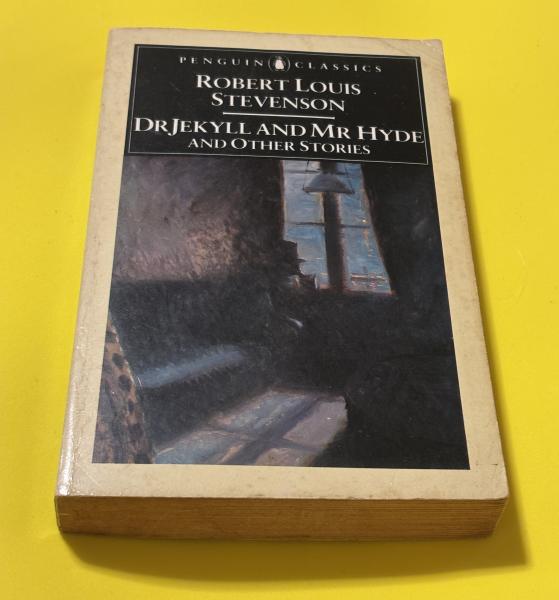 PENGUIN CLASSICS
ROBERT LOUIS
STEVENSON
DR JEKYLL AND MR HYDE
AND OTHER STORIES